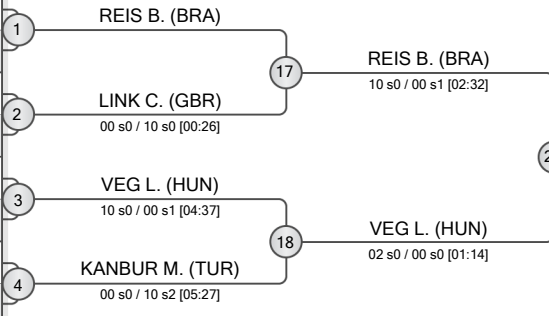 1
REIS B. (BRA)
17
REIS B. (BRA)
10 s0 / 00 s1 [02:32]
2
LINK C. (GBR)
00 s0 / 10 s0 [00:26]
3
VEG L. (HUN)
10 s0 / 00 s1 [04:37]
18
VEG L. (HUN)
02 s0 / 00 s0 [01:14]
4
KANBUR M. (TUR)
00 s0 / 10 s2 [05:27]